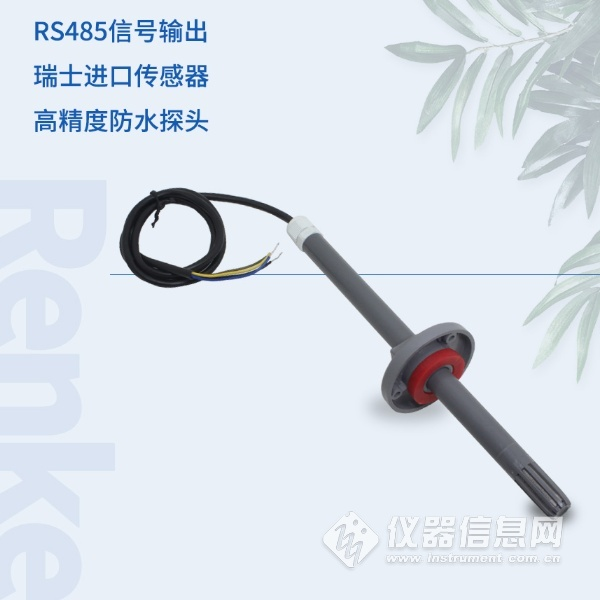 RS485信号输出
瑞士进口传感器
高精度防水探头
Renke
仪器信息网
www.instrument.com.cn